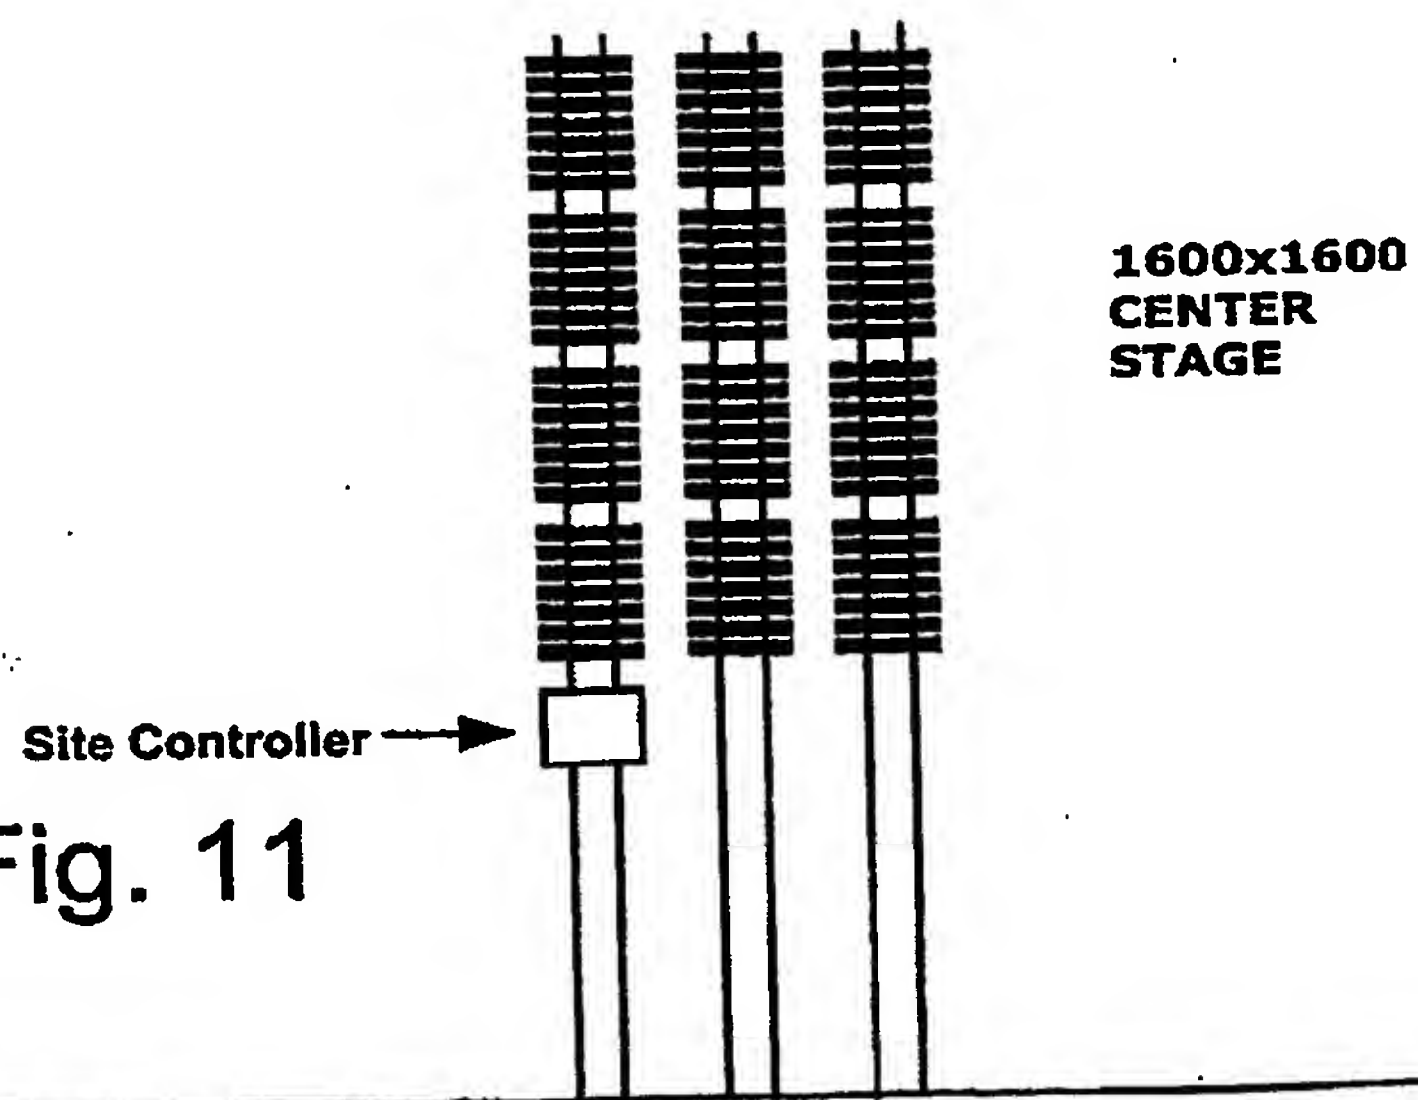 1600x1600
CENTER
STAGE
Site Controller
Fig. 11